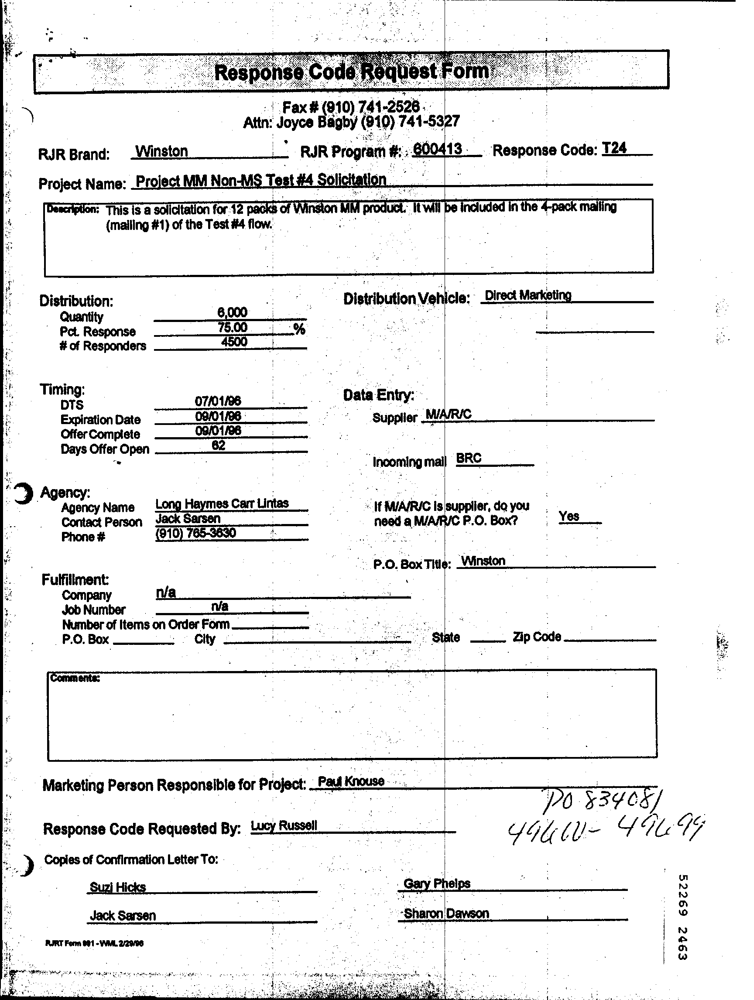 Response Code Request Form
Fax # (910) 741-2528
Attn: Joyce Bagby (910) 741-5327
RJR Brand: Winston RJR Program #: 600413 Response Code: T24
Project Name: Project MM Non-MS Test #4 Solicitation
Description: This is a solicitation for 12 packs of Winston MM product. It will be included in the 4-pack mailing
(mailing #1) of the Test #4 flow.
Distribution: Distribution Vehicle: Direct Marketing
Quantity 6,000
Pct. Response 75.00 %
# of Responders 4500
Timing: Data Entry:
DTS 07/01/96
Expiration Date 09/01/96 Supplier M/A/R/C
Offer Complete 09/01/96
Days Offer Open 62
Incoming mail BRC
Agency:
Agency Name Long Haymes Carr Lintas If M/A/R/C is supplier, do you
Contact Person Jack Sarsen need a M/A/R/C P.O. Box? Yes
Phone # (910) 765-3630
P.O. Box Title: Winston
Fulfillment:
Company n/a
Job Number n/a
Number of Items on Order Form
P.O. Box City State Zip Code
Comments:
Marketing Person Responsible for Project: Paul Knouse
PO 834081
Response Code Requested By: Lucy Russell
Copies of Confirmation Letter To:
Suzi Hicks Gary Phelps
Jack Sarsen Sharon Dawson
RJRT Form 991 - WML 2/29/96
52269 2463